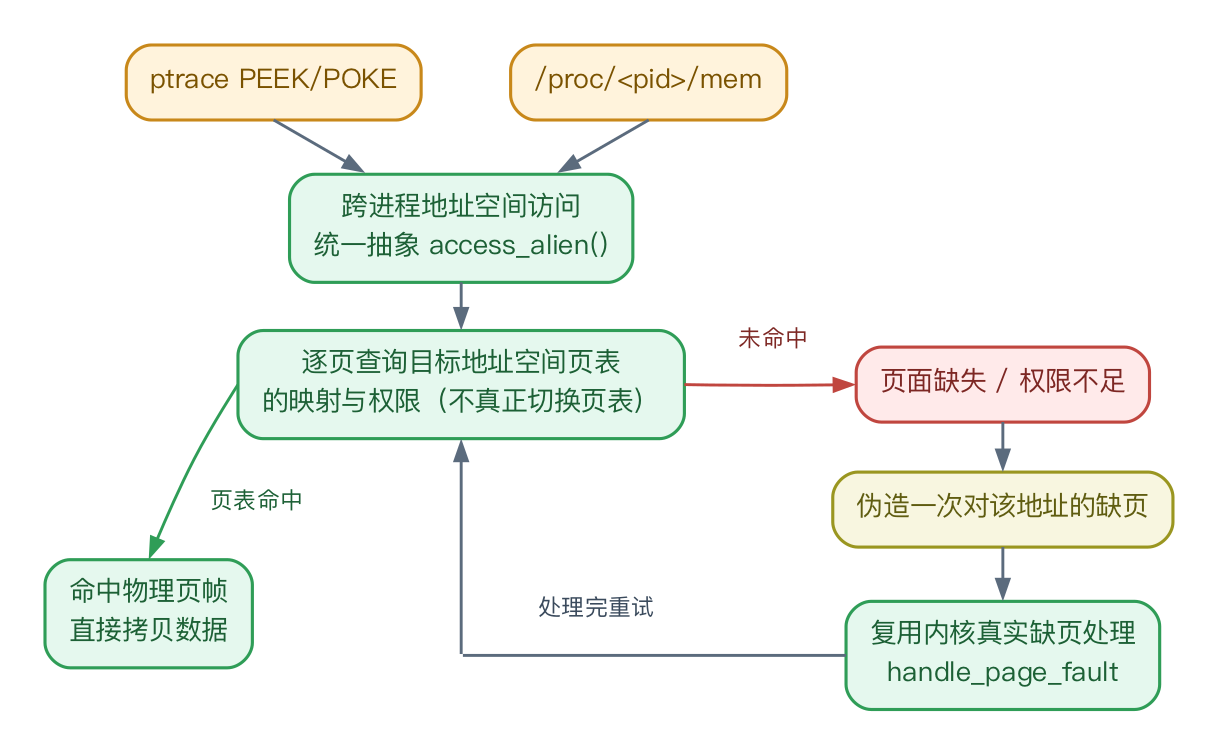 ptrace PEEK/POKE
/proc/<pid>/mem
跨进程地址空间访问
统一抽象 access_alien()
逐页查询目标地址空间页表
的映射与权限（不真正切换页表）
未命中
页面缺失 / 权限不足
页表命中
伪造一次对该地址的缺页
命中物理页帧
直接拷贝数据
处理完重试
复用内核真实缺页处理
handle_page_fault